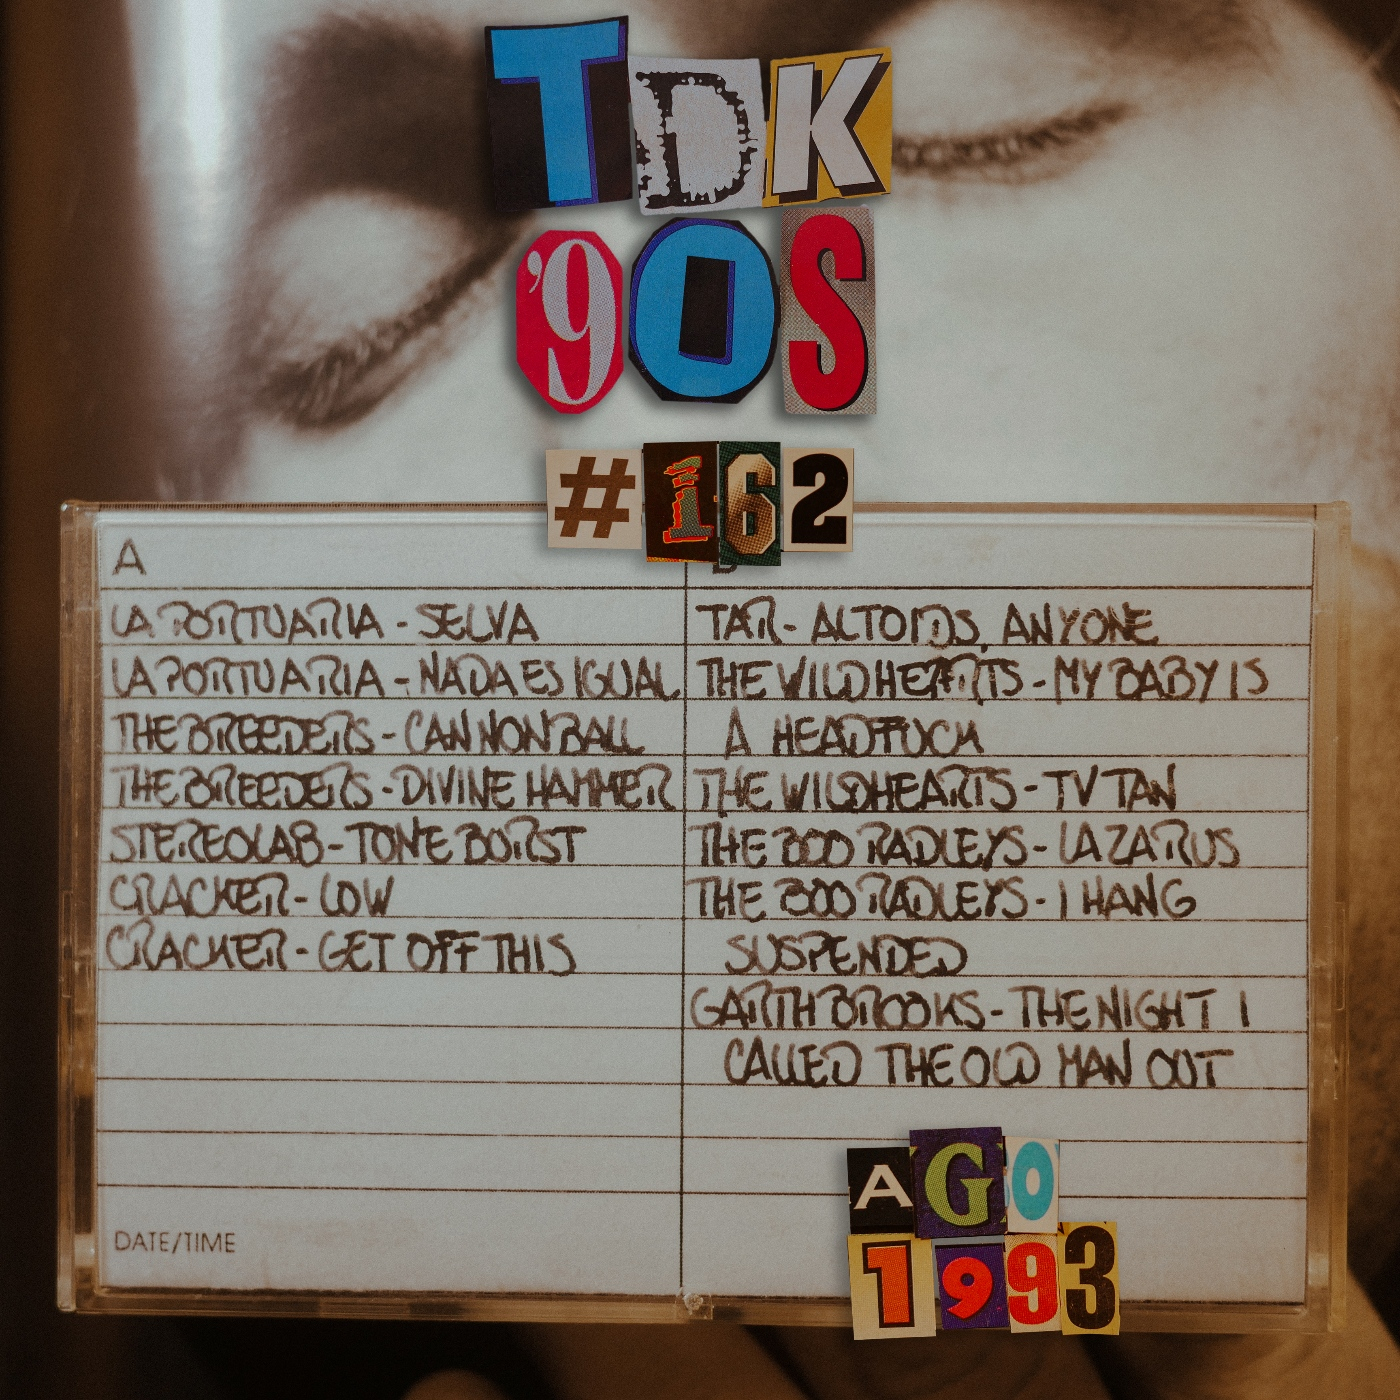 TDK
'90S
#162
A
LA PORTUARIA - SELVA
LA PORTUARIA - NADA ES IGUAL
THE BREEDERS - CANNONBALL
THE BREEDERS - DIVINE HAMMER
STEREOLAB - TONE BURST
CRACKER - LOW
CRACKER - GET OFF THIS
DATE/TIME
TAR - ALTOIDS, ANYONE
THE WILDHEARTS - MY BABY IS
A HEADFUCK
THE WILDHEARTS - TV TAN
THE BOO RADLEYS - LAZARUS
THE BOO RADLEYS - I HANG
SUSPENDED
GARTH BROOKS - THE NIGHT I
CALLED THE OLD MAN OUT
AGO
1993